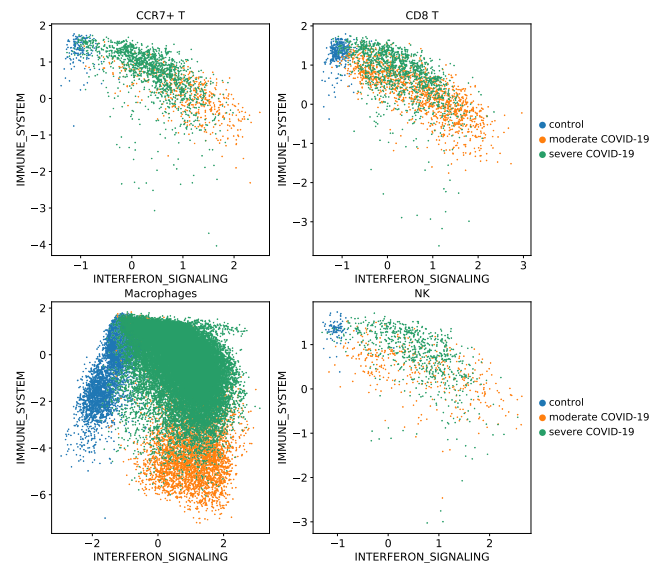 CCR7+ T
CD8 T
2
1
0
−1
−2
−3
−4
IMMUNE_SYSTEM
−1
0
1
2
INTERFERON_SIGNALING
2
1
0
−1
−2
−3
IMMUNE_SYSTEM
−1
0
1
2
3
INTERFERON_SIGNALING
control
moderate COVID-19
severe COVID-19
Macrophages
NK
2
0
−2
−4
−6
IMMUNE_SYSTEM
−2
0
2
INTERFERON_SIGNALING
1
0
−1
−2
−3
IMMUNE_SYSTEM
−1
0
1
2
INTERFERON_SIGNALING
control
moderate COVID-19
severe COVID-19